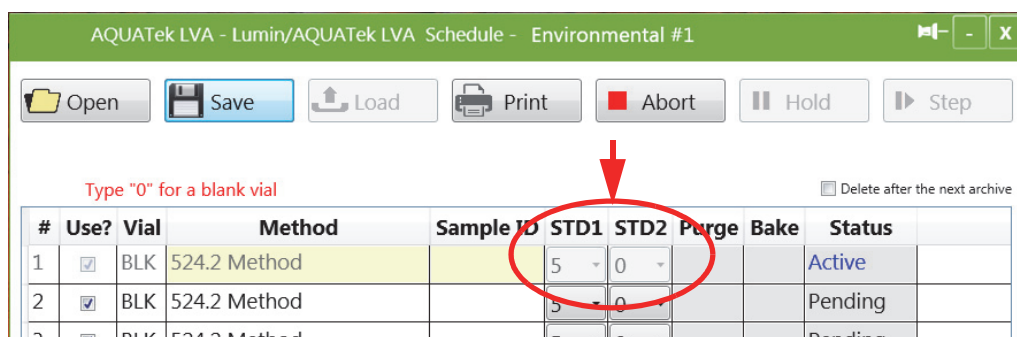 AQUATek LVA - Lumin/AQUATek LVA Schedule - Environmental #1 - X
Open Save Load Print Abort Hold Step
Type "0" for a blank vial Delete after the next archive
# Use? Vial Method Sample ID STD1 STD2 Purge Bake Status
1 BLK 524.2 Method 5 0 Active
2 BLK 524.2 Method 5 0 Pending